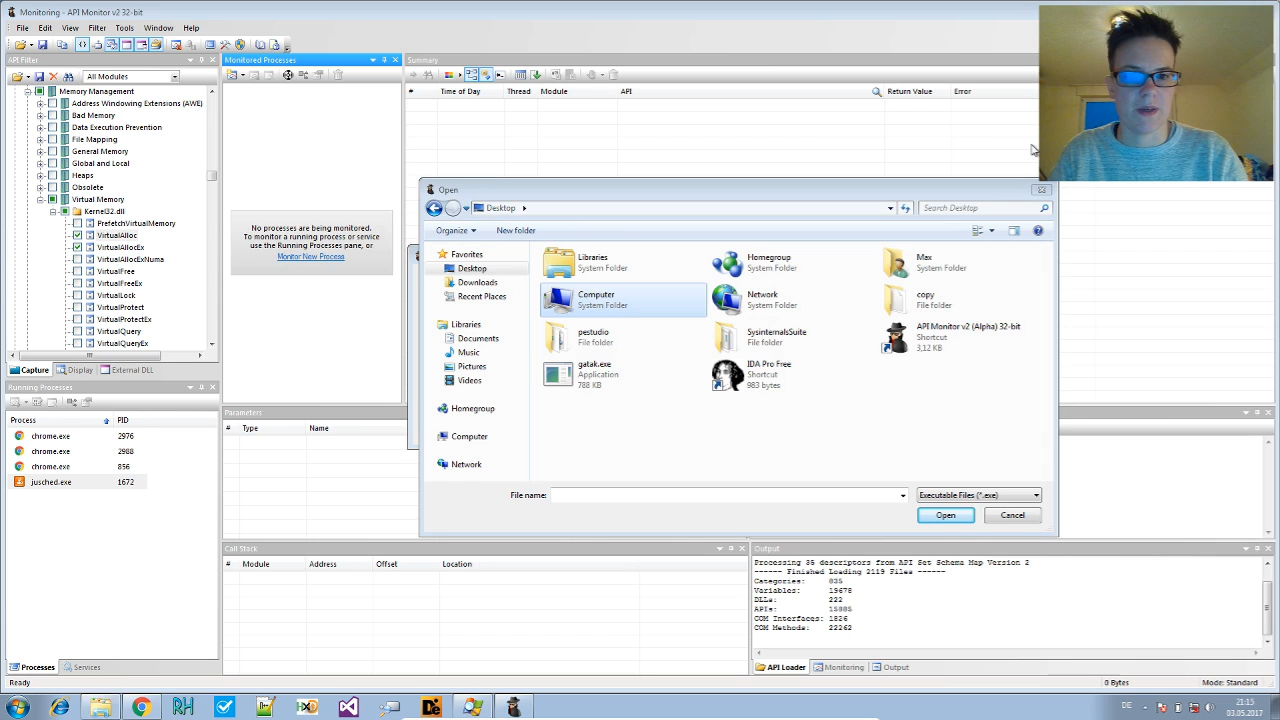 Monitoring - API Monitor v2 32-bit
File Edit View Filter Tools Window Help
API Filter
All Modules
Memory Management
Address Windowing Extensions (AWE)
Bad Memory
Data Execution Prevention
File Mapping
General Memory
Global and Local
Heaps
Obsolete
Virtual Memory
Kernel32.dll
PrefetchVirtualMemory
VirtualAlloc
VirtualAllocEx
VirtualAllocExNuma
VirtualFree
VirtualFreeEx
VirtualLock
VirtualProtect
VirtualProtectEx
VirtualQuery
VirtualQueryEx
Capture Display External DLL
Running Processes
Process PID
chrome.exe 2976
chrome.exe 2988
chrome.exe 856
jusched.exe 1672
Processes Services
Ready
Monitored Processes
No processes are being monitored.
To monitor a running process or service
use the Running Processes pane, or
Monitor New Process
Summary
# Time of Day Thread Module API Return Value Error
Open
Desktop
Search Desktop
Organize New folder
Favorites
Desktop
Downloads
Recent Places
Libraries
Documents
Music
Pictures
Videos
Homegroup
Computer
Network
Libraries
System Folder
Homegroup
System Folder
Max
System Folder
Computer
System Folder
Network
System Folder
copy
File folder
pestudio
File folder
SysinternalsSuite
File folder
API Monitor v2 (Alpha) 32-bit
Shortcut
3,12 KB
gatak.exe
Application
788 KB
IDA Pro Free
Shortcut
983 bytes
File name:
Executable Files (*.exe)
Open Cancel
Parameters
# Type Name
Call Stack
# Module Address Offset Location
Output
Processing 35 descriptors from API Set Schema Map Version 2
------ Finished Loading 2119 Files ------
Categories: 835
Variables: 19678
DLLs: 222
APIs: 15885
COM Interfaces: 1826
COM Methods: 22262
API Loader Monitoring Output
0 Bytes Mode: Standard
DE
21:15
03.05.2017